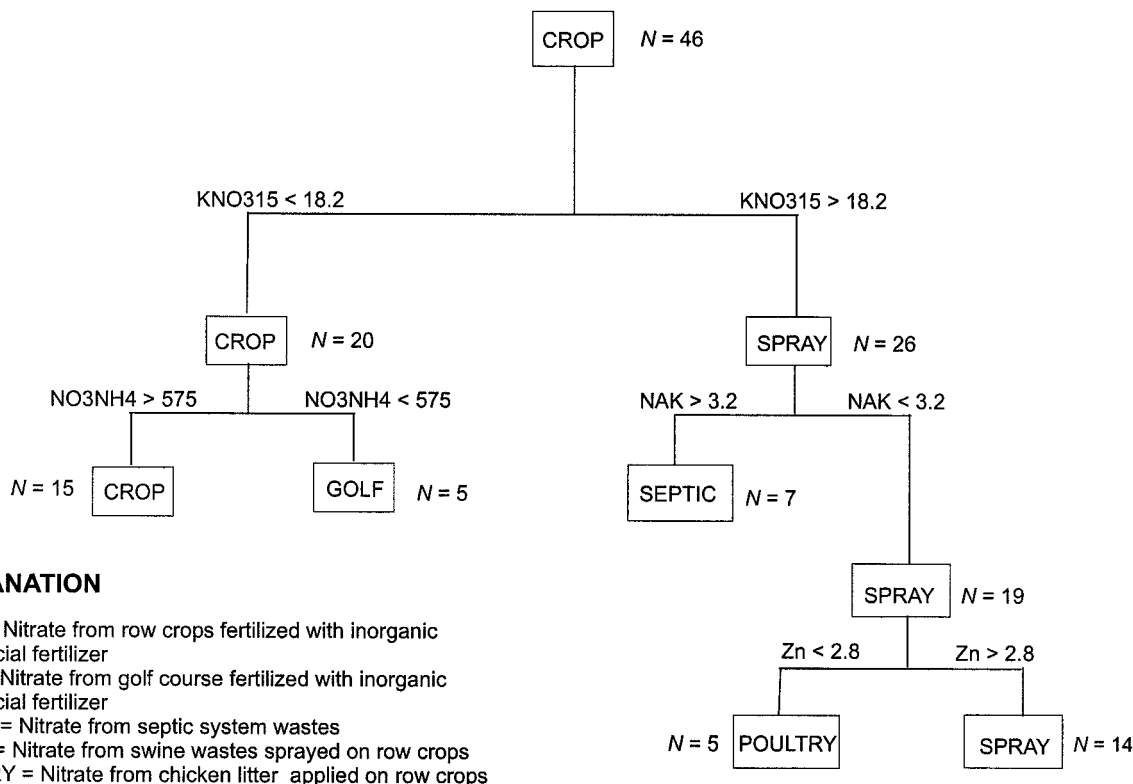 CROP N = 46
KNO315 < 18.2 KNO315 > 18.2
CROP N = 20 SPRAY N = 26
NO3NH4 > 575 NO3NH4 < 575 NAK > 3.2 NAK < 3.2
N = 15 CROP GOLF N = 5 SEPTIC N = 7
ANATION
SPRAY N = 19
Nitrate from row crops fertilized with inorganic
cial fertilizer
Zn < 2.8 Zn > 2.8
Nitrate from golf course fertilized with inorganic
cial fertilizer
= Nitrate from septic system wastes
= Nitrate from swine wastes sprayed on row crops
RY = Nitrate from chicken litter applied on row crops
N = 5 POULTRY SPRAY N = 14